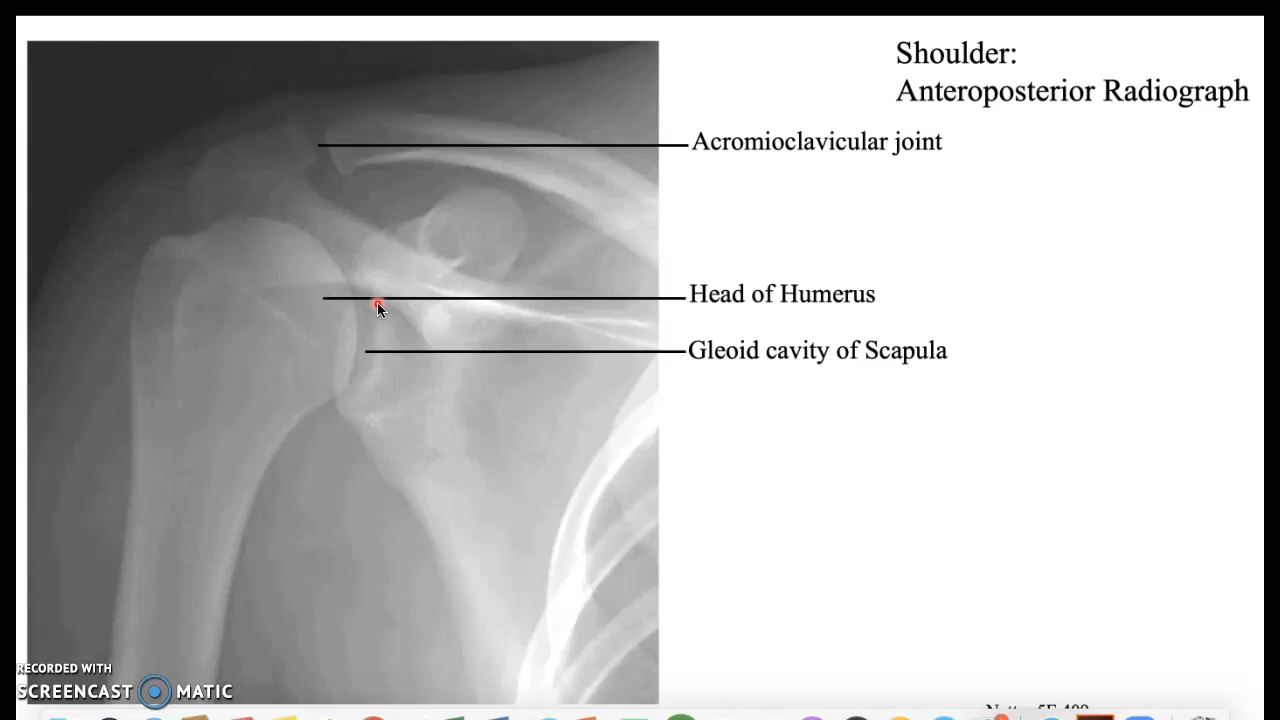 Shoulder:
Anteroposterior Radiograph
Acromioclavicular joint
Head of Humerus
Gleoid cavity of Scapula
RECORDED WITH
SCREENCAST MATIC